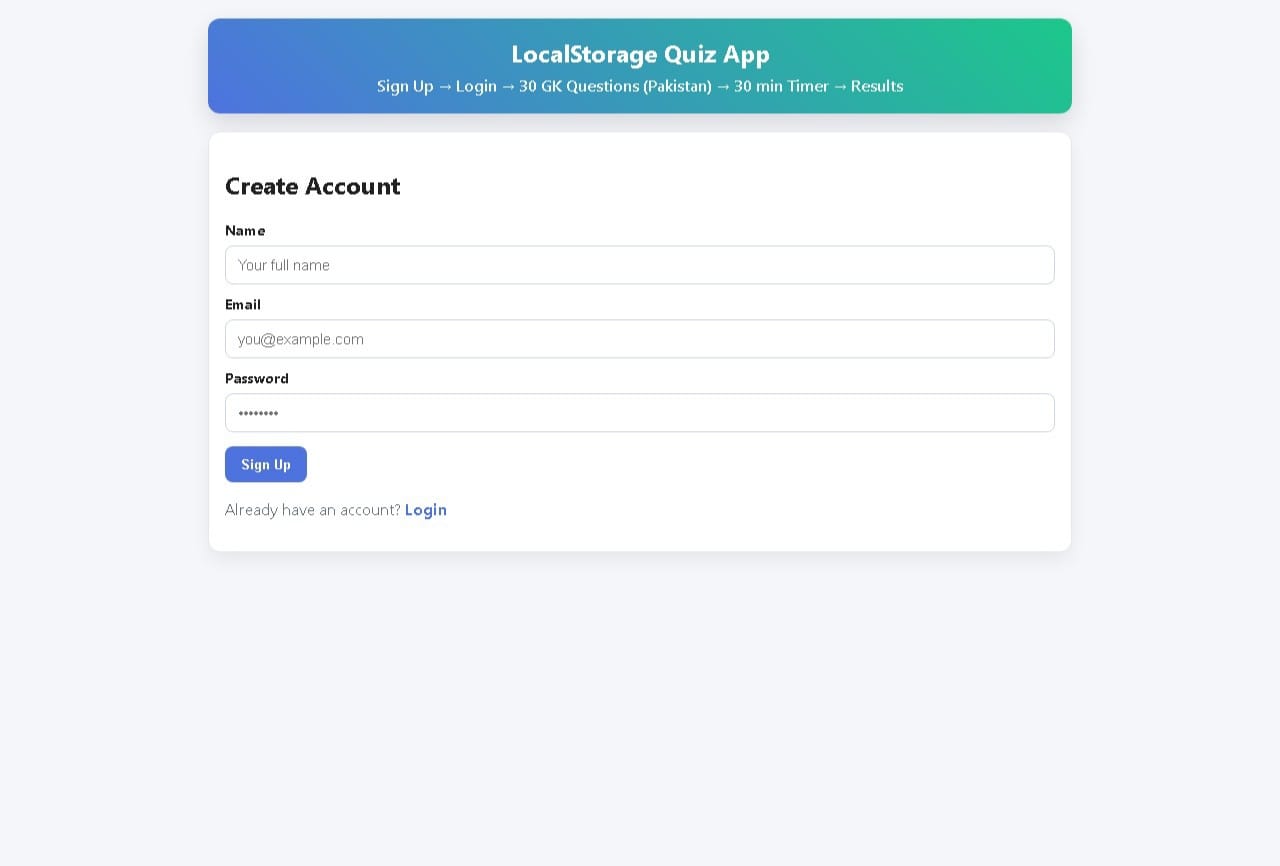 LocalStorage Quiz App
Sign Up → Login → 30 GK Questions (Pakistan) → 30 min Timer → Results
Create Account
Name
Your full name
Email
you@example.com
Password
••••••••
Sign Up
Already have an account? Login